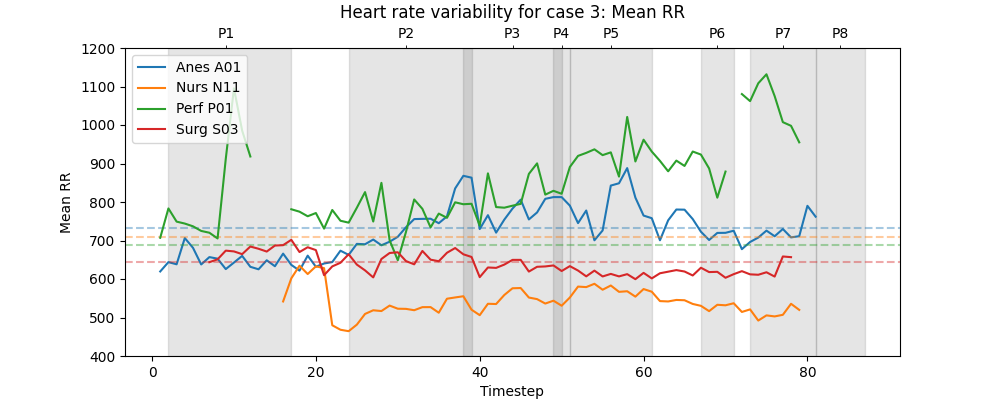 Heart rate variability for case 3: Mean RR
P1 P2 P3 P4 P5 P6 P7 P8
1200
1100
1000
900
800
700
600
500
400
Mean RR
Anes A01
Nurs N11
Perf P01
Surg S03
0 20 40 60 80
Timestep